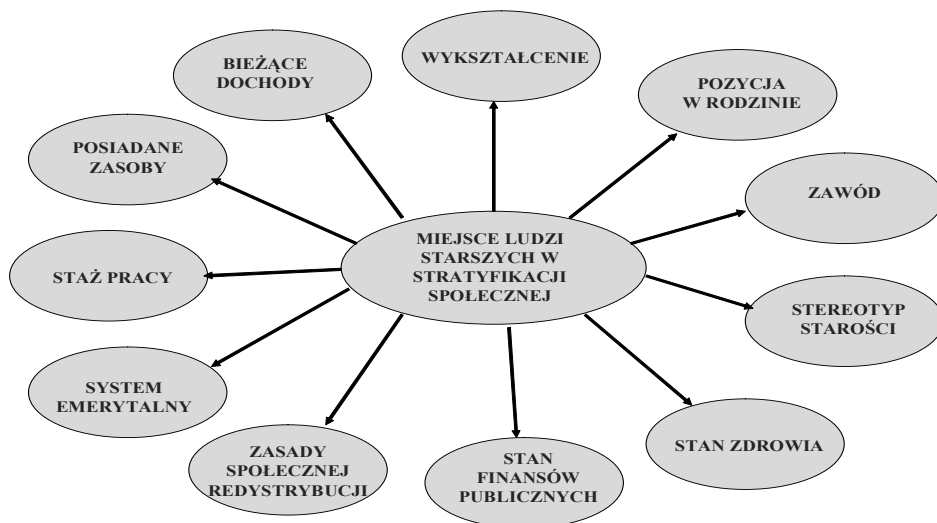 BIEŻĄCE
DOCHODY
WYKSZTAŁCENIE
POZYCJA
W RODZINIE
POSIADANE
ZASOBY
ZAWÓD
MIEJSCE LUDZI
STARSZYCH W
STRATYFIKACJI
SPOŁECZNEJ
STAŻ PRACY
STEREOTYP
STAROŚCI
SYSTEM
EMERYTALNY
ZASADY
SPOŁECZNEJ
REDYSTRYBUCJI
STAN
FINANSÓW
PUBLICZNYCH
STAN ZDROWIA